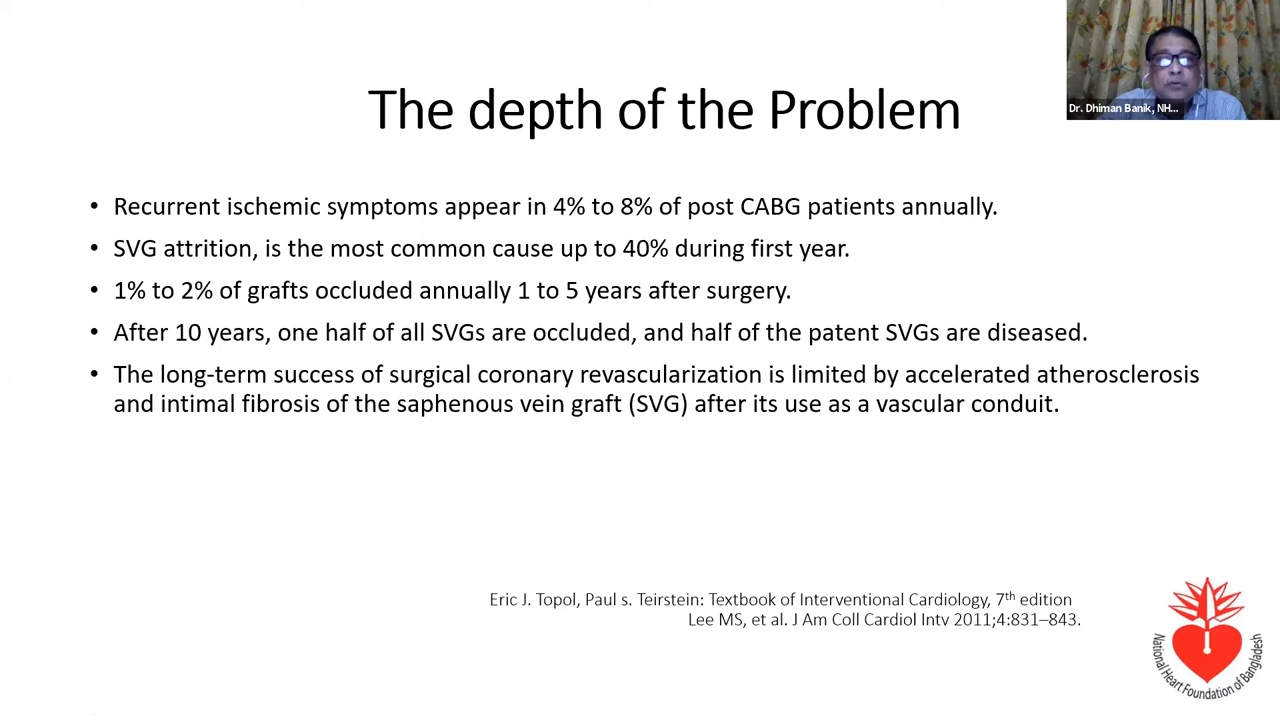 Dr. Dhiman Banik, NH...
The depth of the Problem
• Recurrent ischemic symptoms appear in 4% to 8% of post CABG patients annually.
• SVG attrition, is the most common cause up to 40% during first year.
• 1% to 2% of grafts occluded annually 1 to 5 years after surgery.
• After 10 years, one half of all SVGs are occluded, and half of the patent SVGs are diseased.
• The long-term success of surgical coronary revascularization is limited by accelerated atherosclerosis
and intimal fibrosis of the saphenous vein graft (SVG) after its use as a vascular conduit.
Eric J. Topol, Paul s. Teirstein: Textbook of Interventional Cardiology, 7th edition
Lee MS, et al. J Am Coll Cardiol Intv 2011;4:831–843.
National Heart Foundation of Bangladesh